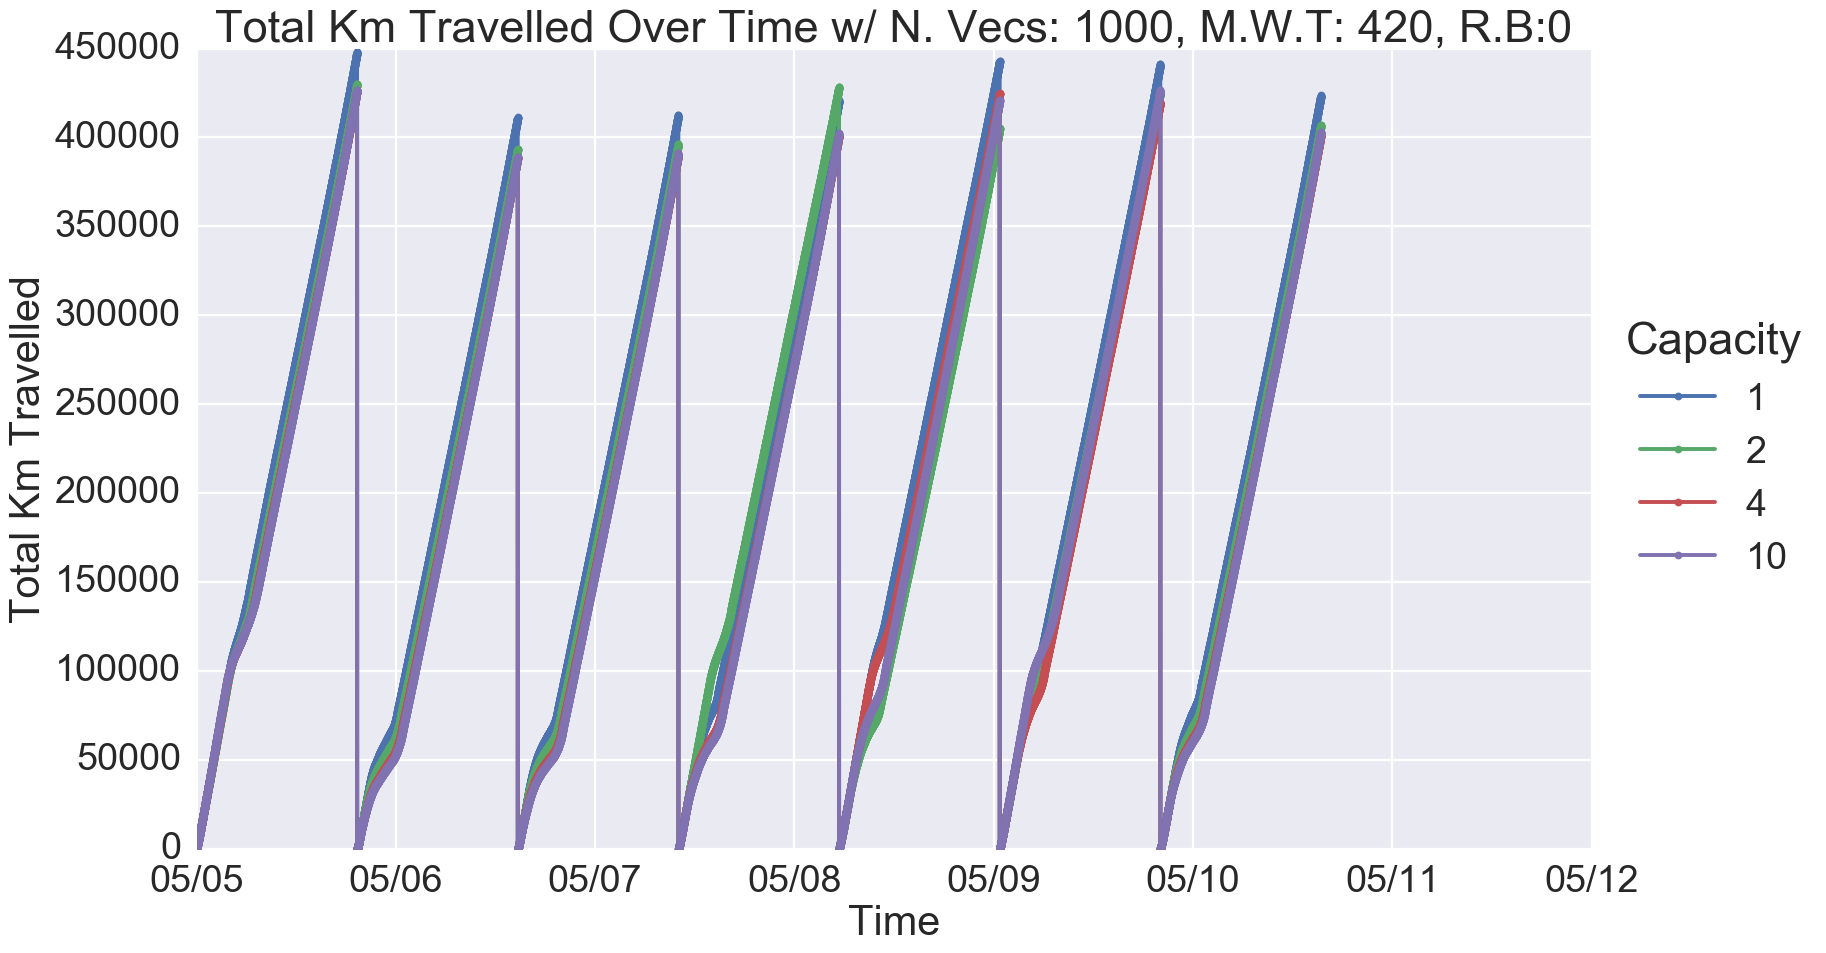 Total Km Travelled Over Time w/ N. Vecs: 1000, M.W.T: 420, R.B:0
450000
400000
350000
300000
250000
200000
150000
100000
50000
0
Total Km Travelled
05/05 05/06 05/07 05/08 05/09 05/10 05/11 05/12
Time
Capacity
1
2
4
10